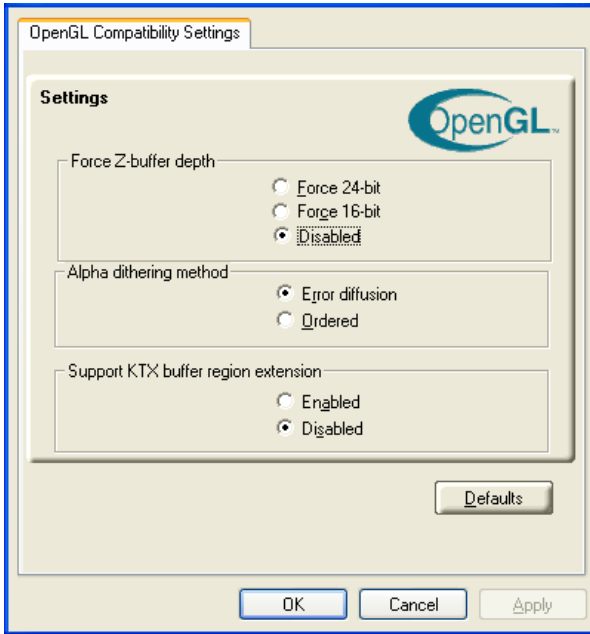 OpenGL Compatibility Settings
Settings
OpenGL™
Force Z-buffer depth
Force 24-bit
Force 16-bit
Disabled
Alpha dithering method
Error diffusion
Ordered
Support KTX buffer region extension
Enabled
Disabled
Defaults
OK Cancel Apply